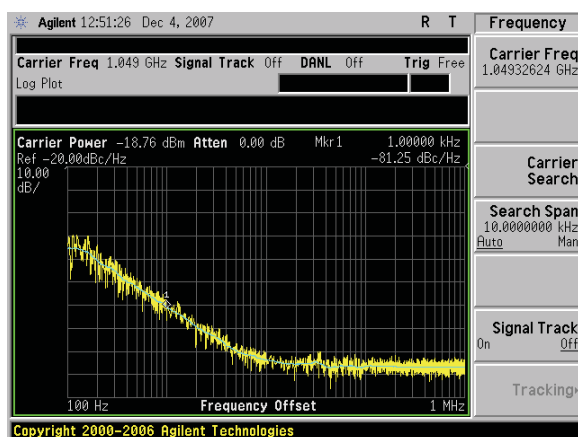 Agilent 12:51:26 Dec 4, 2007 R T
Frequency
Carrier Freq 1.049 GHz Signal Track Off DANL Off Trig Free
Log Plot
Carrier Power -18.76 dBm Atten 0.00 dB Mkr1 1.00000 kHz
Ref -20.00dBc/Hz -81.25 dBc/Hz
10.00
dB/
1
100 Hz Frequency Offset 1 MHz
Carrier Freq
1.04932624 GHz
Carrier
Search
Search Span
10.0000000 kHz
Auto Man
Signal Track
On Off
Tracking
Copyright 2000-2006 Agilent Technologies